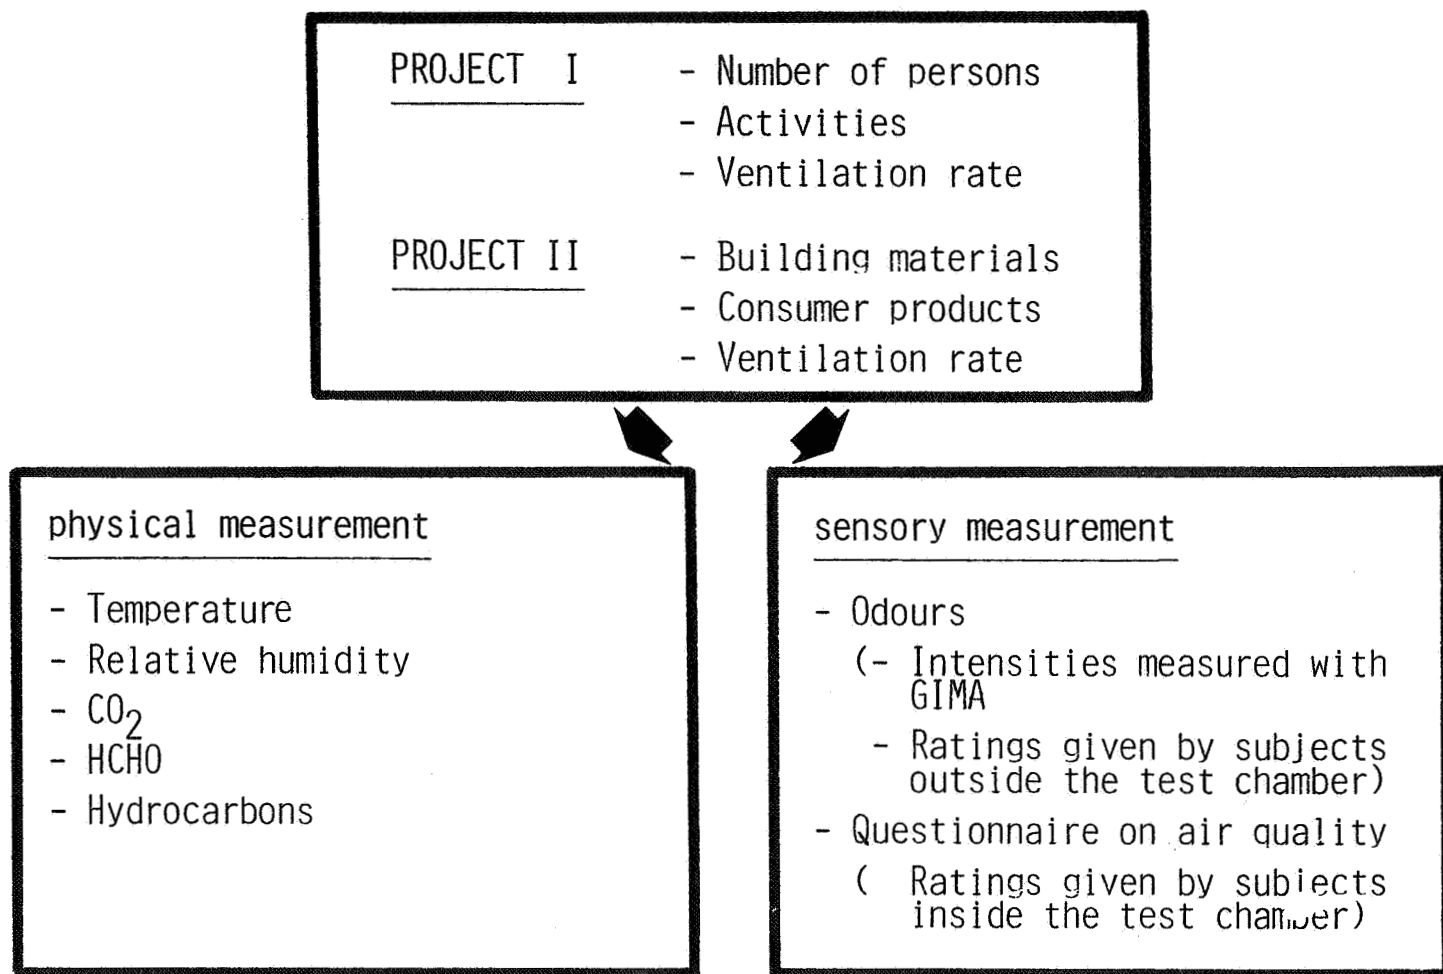 PROJECT I - Number of persons
- Activities
- Ventilation rate
PROJECT II - Building materials
- Consumer products
- Ventilation rate
physical measurement
- Temperature
- Relative humidity
- CO₂
- HCHO
- Hydrocarbons
sensory measurement
- Odours
(- Intensities measured with
GIMA
- Ratings given by subjects
outside the test chamber)
- Questionnaire on air quality
( Ratings given by subjects
inside the test chamber)